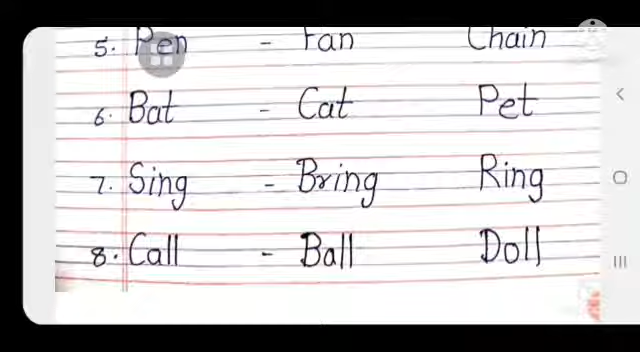 5. Pen - Fan Chain
6. Bat - Cat Pet
7. Sing - Bring Ring
8. Call - Ball Doll